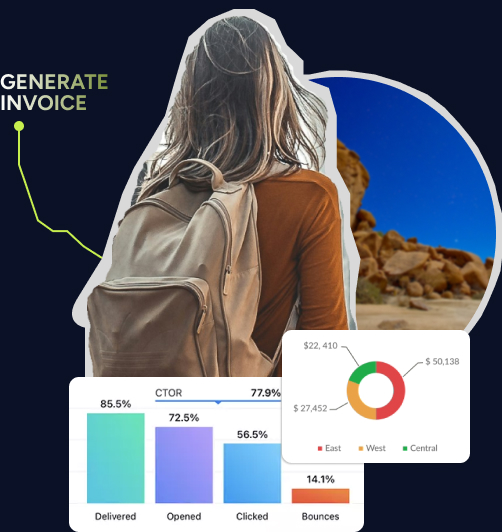 GENERATE
INVOICE
$22, 410
$ 50,138
$ 27,452
East West Central
CTOR 77.9%
85.5%
72.5%
56.5%
14.1%
Delivered Opened Clicked Bounces